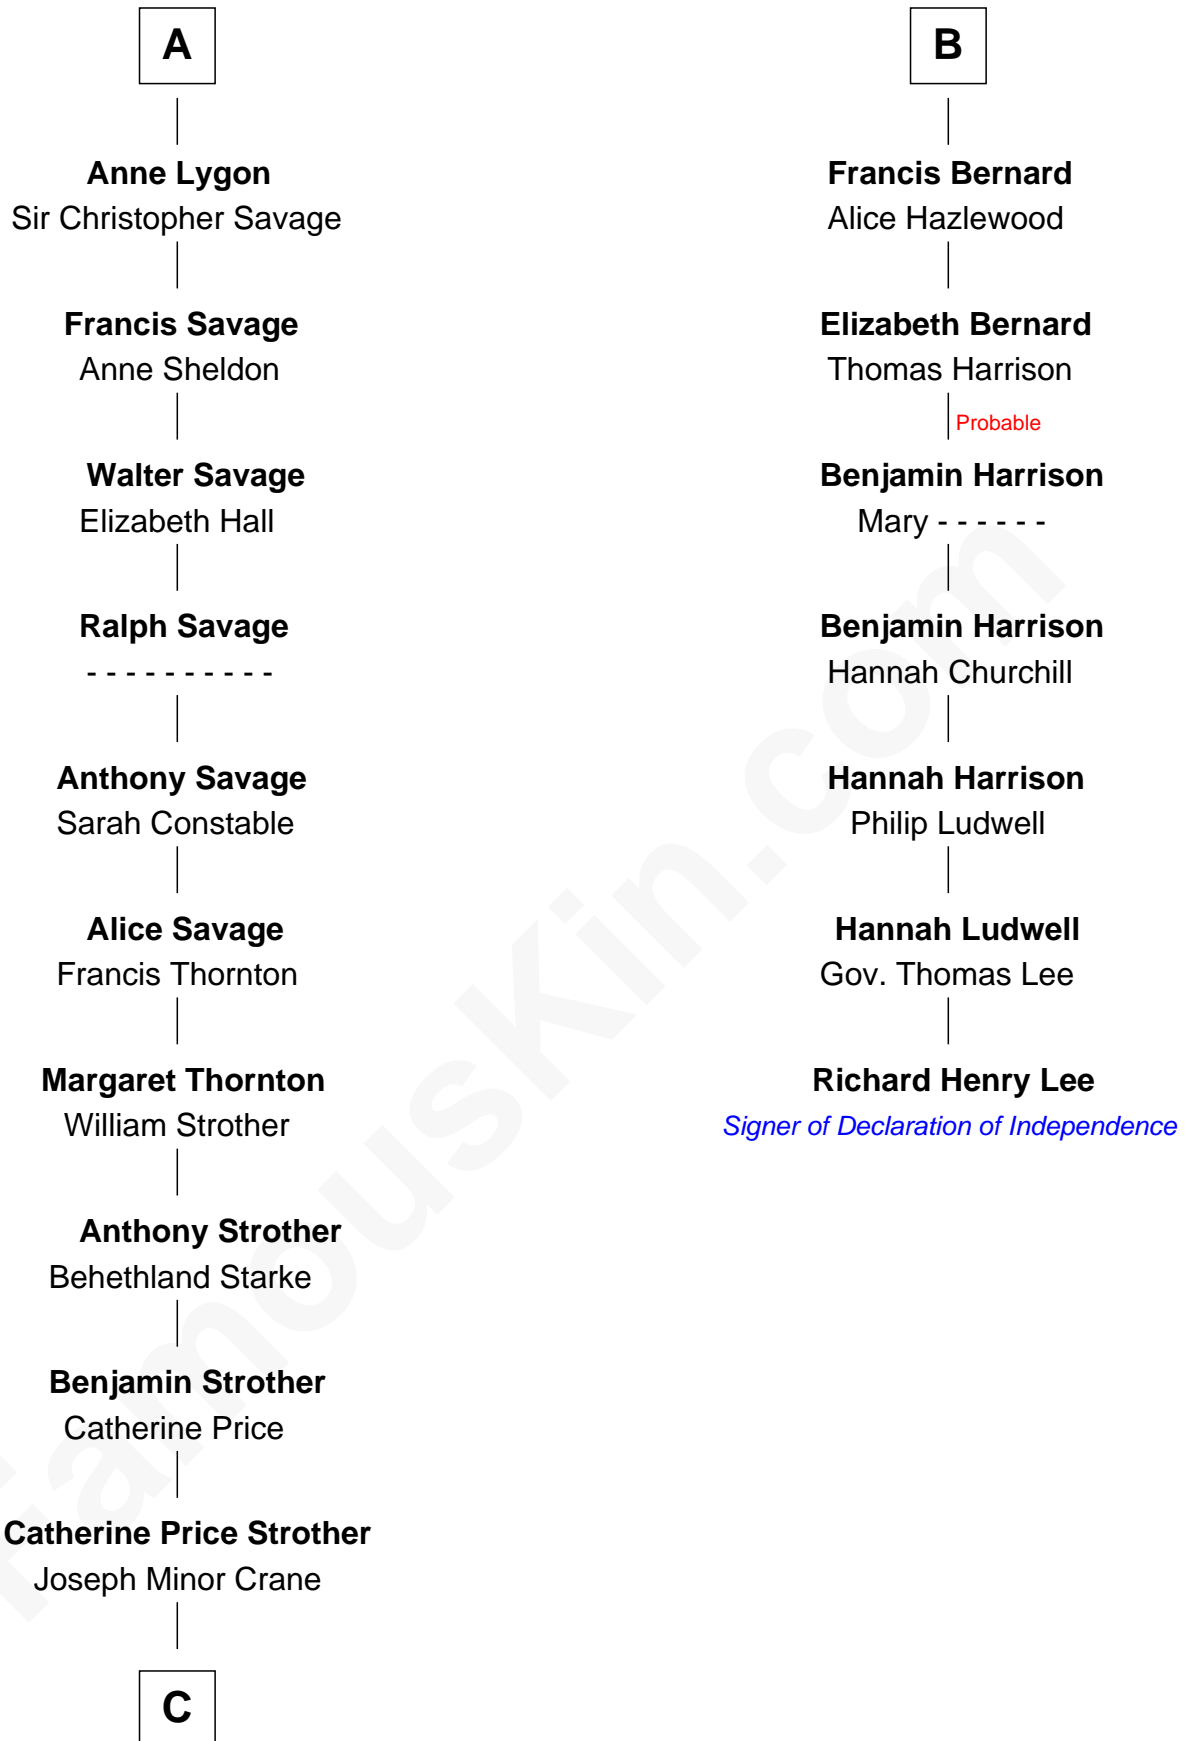 A
Anne Lygon
Sir Christopher Savage
Francis Savage
Anne Sheldon
Walter Savage
Elizabeth Hall
Ralph Savage
- - - - - - - - - -
Anthony Savage
Sarah Constable
Alice Savage
Francis Thornton
Margaret Thornton
William Strother
Anthony Strother
Behethland Starke
Benjamin Strother
Catherine Price
Catherine Price Strother
Joseph Minor Crane
C
B
Francis Bernard
Alice Hazlewood
Elizabeth Bernard
Thomas Harrison
Probable
Benjamin Harrison
Mary - - - - - -
Benjamin Harrison
Hannah Churchill
Hannah Harrison
Philip Ludwell
Hannah Ludwell
Gov. Thomas Lee
Richard Henry Lee
Signer of Declaration of Independence
FamousKin.com